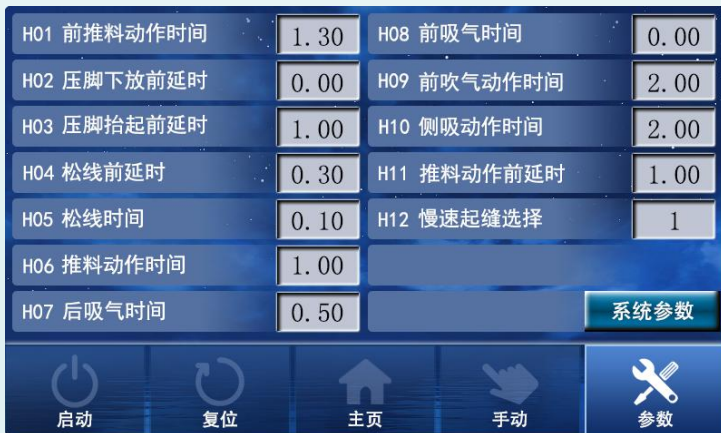 H01 前推料动作时间 1.30
H02 压脚下放前延时 0.00
H03 压脚抬起前延时 1.00
H04 松线前延时 0.30
H05 松线时间 0.10
H06 推料动作时间 1.00
H07 后吸气时间 0.50
H08 前吸气时间 0.00
H09 前吹气动作时间 2.00
H10 侧吸动作时间 2.00
H11 推料动作前延时 1.00
H12 慢速起缝选择 1
系统参数
启动
复位
主页
手动
参数